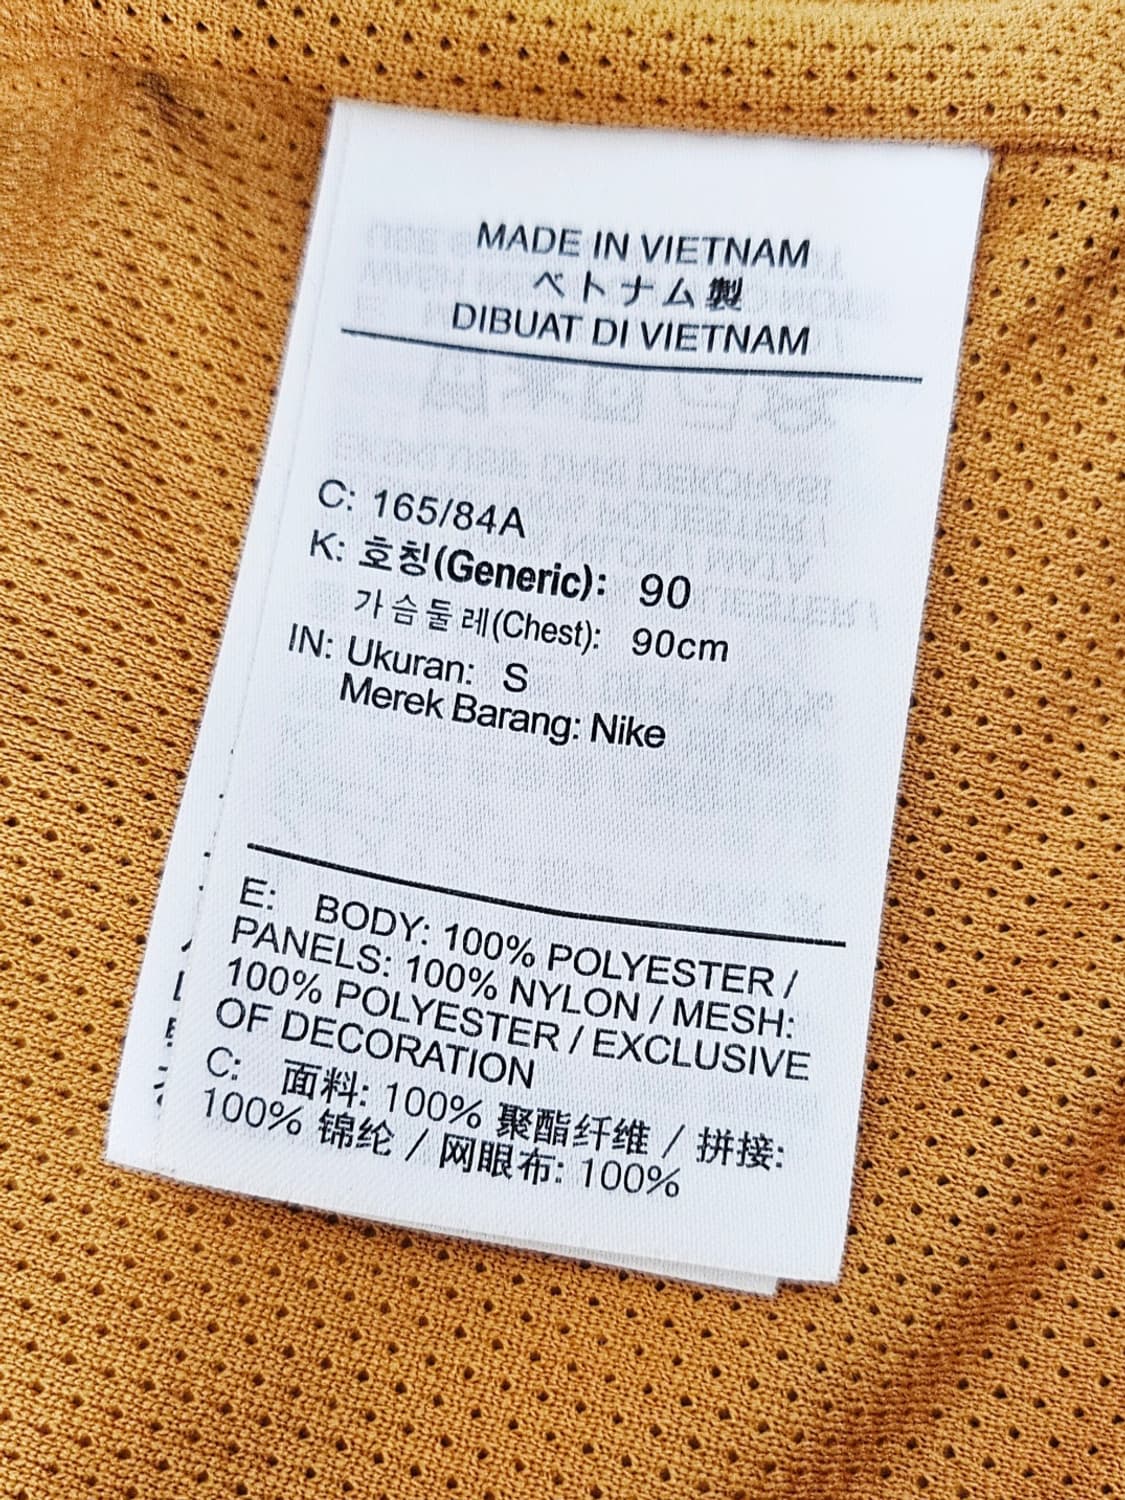 MADE IN VIETNAM
ベトナム製
DIBUAT DI VIETNAM
C: 165/84A
K: 호칭(Generic): 90
가슴둘레(Chest): 90cm
IN: Ukuran: S
Merek Barang: Nike
E: BODY: 100% POLYESTER /
PANELS: 100% NYLON / MESH:
100% POLYESTER / EXCLUSIVE
OF DECORATION
C: 面料: 100% 聚酯纤维 / 拼接:
100% 锦纶 / 网眼布: 100%